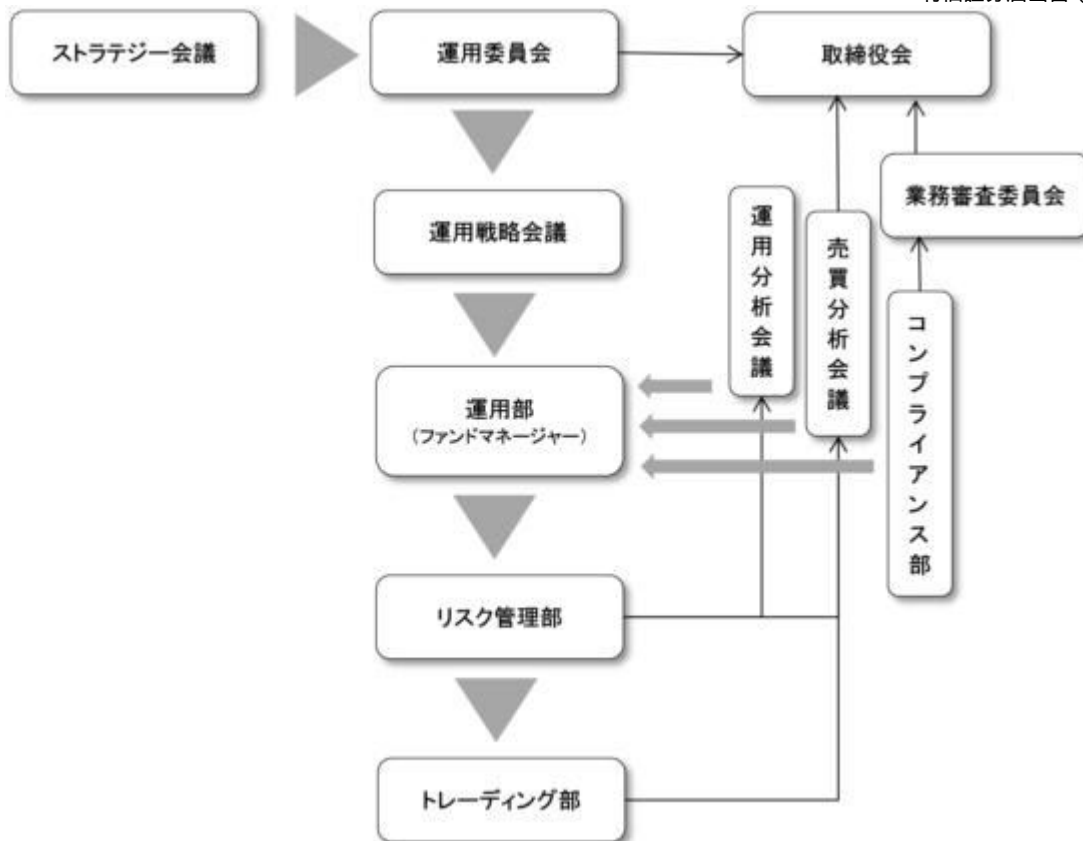 ストラテジー会議
運用委員会
取締役会
業務審査委員会
運用戦略会議
運用分析会議
売買分析会議
コンプライアンス部
運用部
(ファンドマネージャー)
リスク管理部
トレーディング部